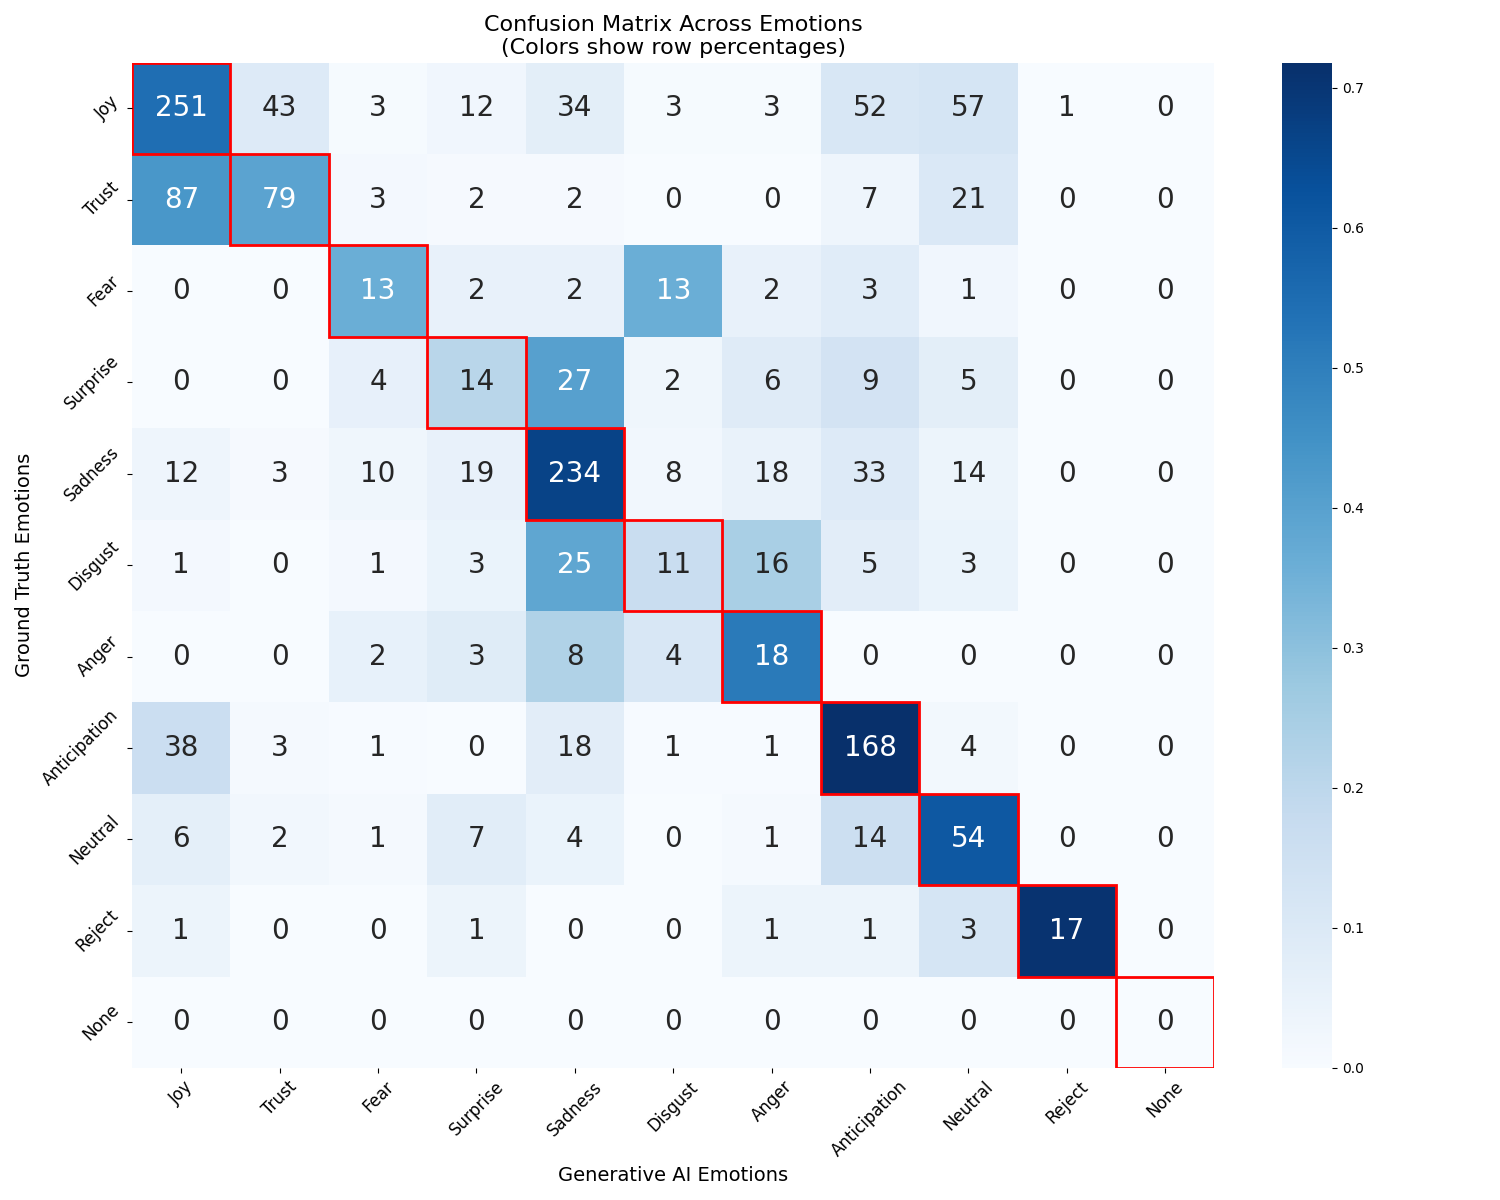 Confusion Matrix Across Emotions
(Colors show row percentages)
Ground Truth Emotions
Joy 251 43 3 12 34 3 3 52 57 1 0
Trust 87 79 3 2 2 0 0 7 21 0 0
Fear 0 0 13 2 2 13 2 3 1 0 0
Surprise 0 0 4 14 27 2 6 9 5 0 0
Sadness 12 3 10 19 234 8 18 33 14 0 0
Disgust 1 0 1 3 25 11 16 5 3 0 0
Anger 0 0 2 3 8 4 18 0 0 0 0
Anticipation 38 3 1 0 18 1 1 168 4 0 0
Neutral 6 2 1 7 4 0 1 14 54 0 0
Reject 1 0 0 1 0 0 1 1 3 17 0
None 0 0 0 0 0 0 0 0 0 0 0
Joy Trust Fear Surprise Sadness Disgust Anger Anticipation Neutral Reject None
Generative AI Emotions
0.7
0.6
0.5
0.4
0.3
0.2
0.1
0.0